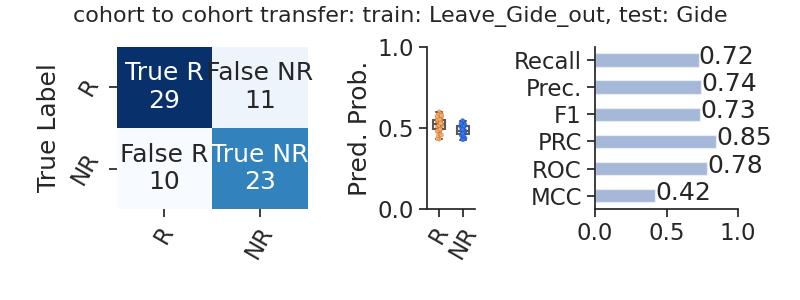 cohort to cohort transfer: train: Leave_Gide_out, test: Gide
True Label
R
NR
True R
29
False NR
11
False R
10
True NR
23
R
NR
Pred. Prob.
1.0
0.5
0.0
R
NR
Recall
0.72
Prec.
0.74
F1
0.73
PRC
0.85
ROC
0.78
MCC
0.42
0.0
0.5
1.0